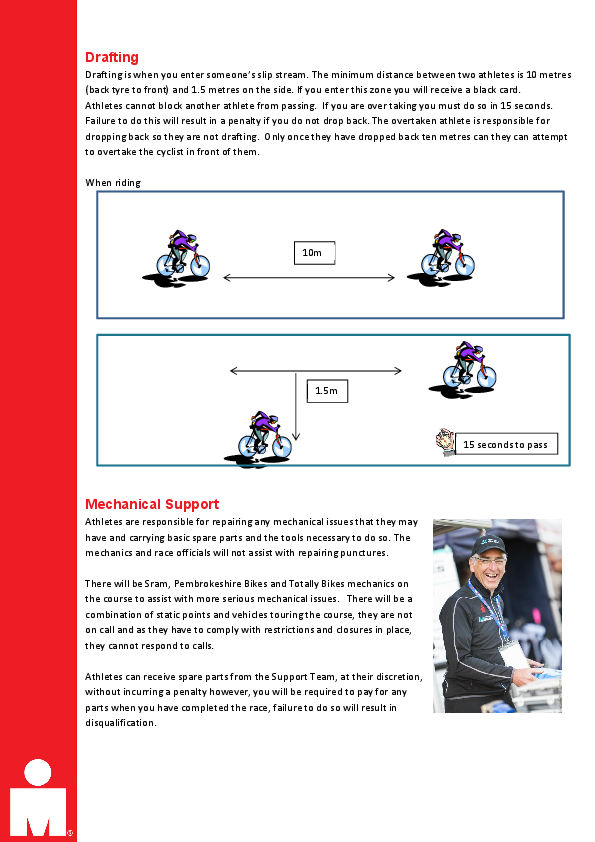 Drafting
Drafting is when you enter someone's slip stream. The minimum distance between two athletes is 10 metres
(back tyre to front) and 1.5 metres on the side. If you enter this zone you will receive a black card.
Athletes cannot block another athlete from passing. If you are over taking you must do so in 15 seconds.
Failure to do this will result in a penalty if you do not drop back. The overtaken athlete is responsible for
dropping back so they are not drafting. Only once they have dropped back ten metres can they can attempt
to overtake the cyclist in front of them.
When riding
10m
1.5m
15 seconds to pass
Mechanical Support
Athletes are responsible for repairing any mechanical issues that they may
have and carrying basic spare parts and the tools necessary to do so. The
mechanics and race officials will not assist with repairing punctures.
There will be Sram, Pembrokeshire Bikes and Totally Bikes mechanics on
the course to assist with more serious mechanical issues. There will be a
combination of static points and vehicles touring the course, they are not
on call and as they have to comply with restrictions and closures in place,
they cannot respond to calls.
Athletes can receive spare parts from the Support Team, at their discretion,
without incurring a penalty however, you will be required to pay for any
parts when you have completed the race, failure to do so will result in
disqualification.
®